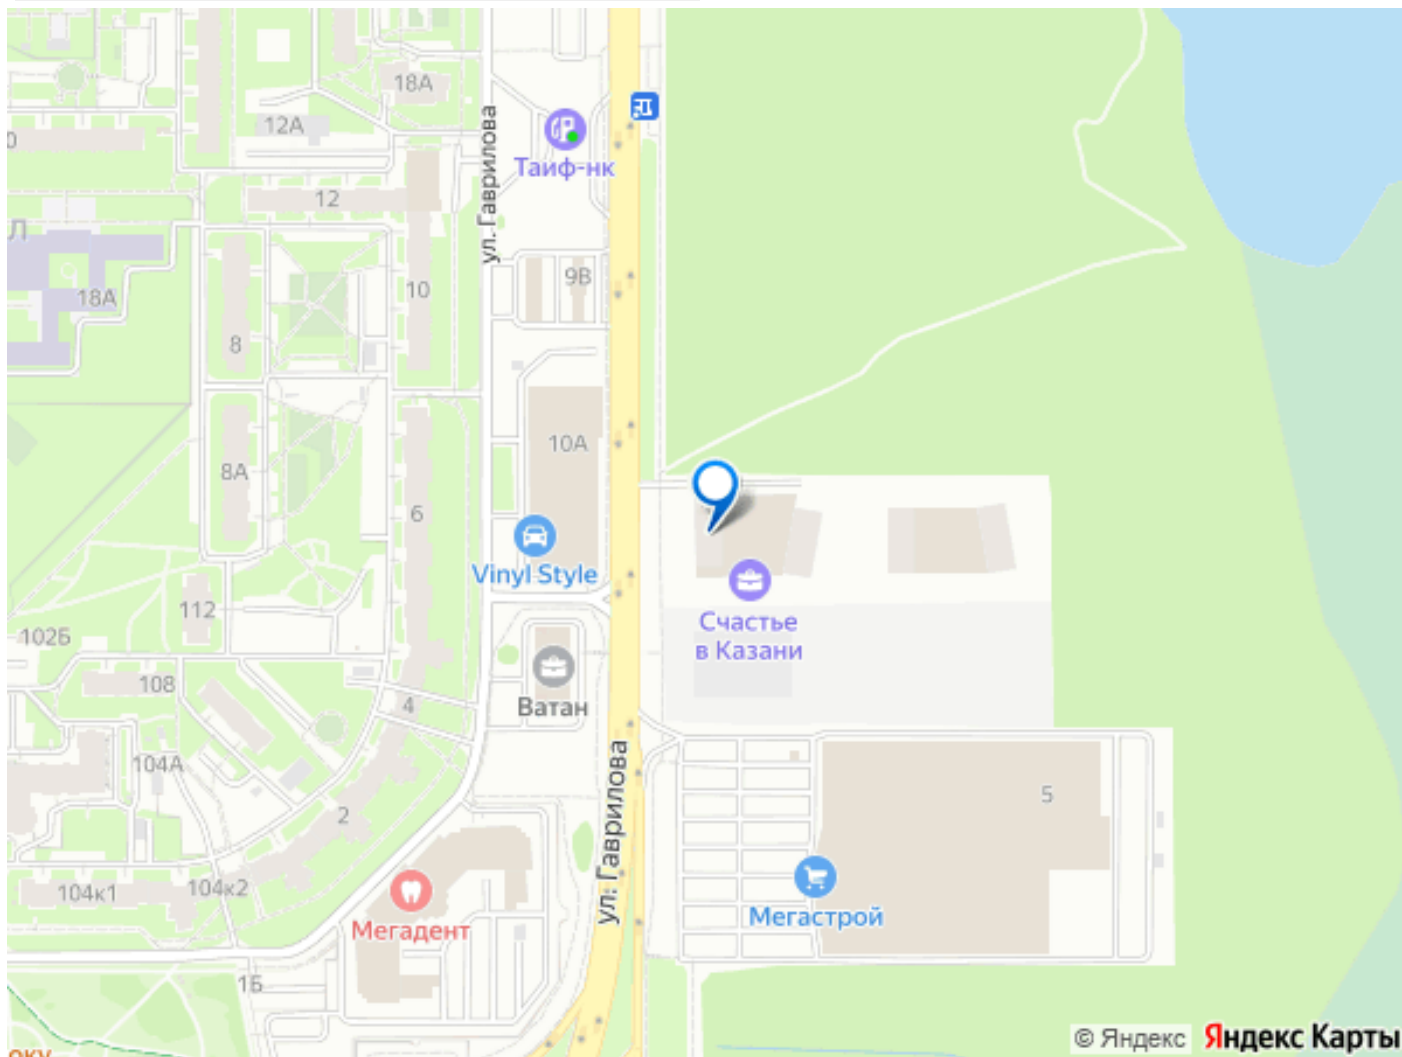 18А
12А
ул. Гаврилова
Таиф-нк
12
Л
18А
10
9В
8
10А
8А
6
Vinyl Style
112
102Б
Счастье
в Казани
108
Ватан
4
104А
2
ул. Гаврилова
5
104к1
104к2
Мегадент
Мегастрой
1Б
© Яндекс
Яндекс Карты